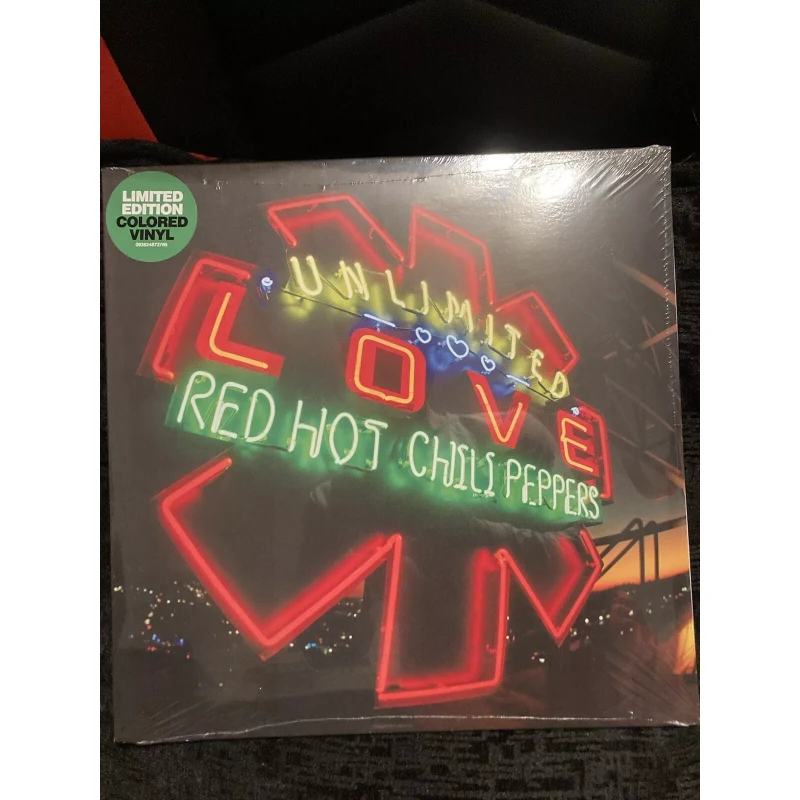 LIMITED
EDITION
COLORED
VINYL
UNLIMITED
LOVE
RED HOT CHILI PEPPERS